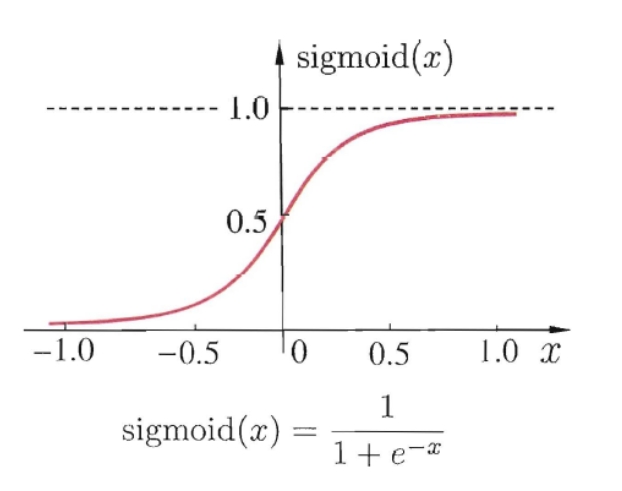 sigmoid(x)
1.0
0.5
−1.0 −0.5 0 0.5 1.0 x
sigmoid(x) = 1 / (1 + e^{−x})